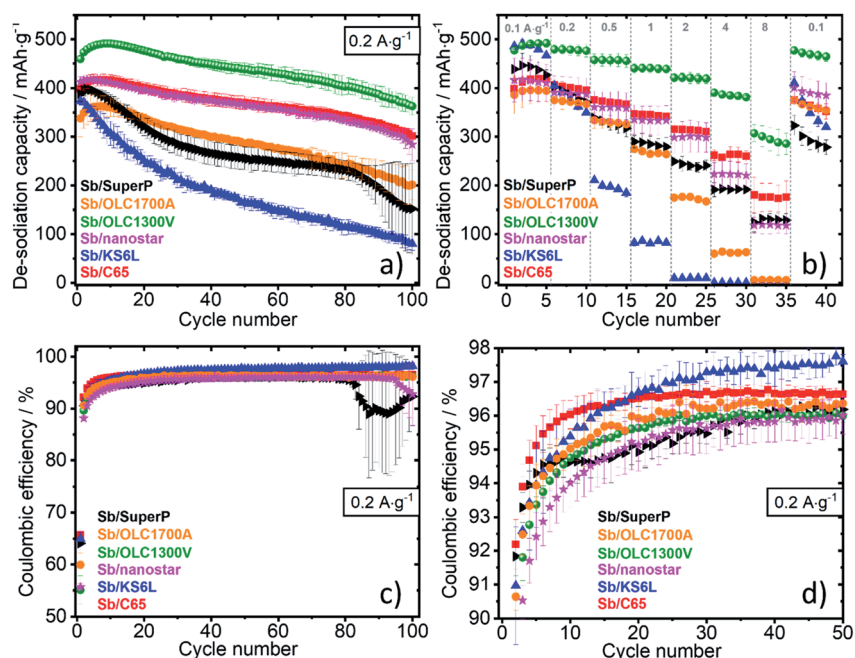 500
400
300
200
100
0
De-sodiation capacity / mAh·g⁻¹
0.2 A·g⁻¹
Sb/SuperP
Sb/OLC1700A
Sb/OLC1300V
Sb/nanostar
Sb/KS6L
Sb/C65
a)
0 20 40 60 80 100
Cycle number
500
400
300
200
100
0
De-sodiation capacity / mAh·g⁻¹
0.1 A·g⁻¹ 0.2 0.5 1 2 4 8 0.1
Sb/SuperP
Sb/OLC1700A
Sb/OLC1300V
Sb/nanostar
Sb/KS6L
Sb/C65
b)
0 5 10 15 20 25 30 35 40
Cycle number
100
95
90
85
80
75
70
65
60
55
50
Coulombic efficiency / %
0.2 A·g⁻¹
Sb/SuperP
Sb/OLC1700A
Sb/OLC1300V
Sb/nanostar
Sb/KS6L
Sb/C65
c)
0 20 40 60 80 100
Cycle number
98
97
96
95
94
93
92
91
90
Coulombic efficiency / %
0.2 A·g⁻¹
Sb/SuperP
Sb/OLC1700A
Sb/OLC1300V
Sb/nanostar
Sb/KS6L
Sb/C65
d)
0 10 20 30 40 50
Cycle number